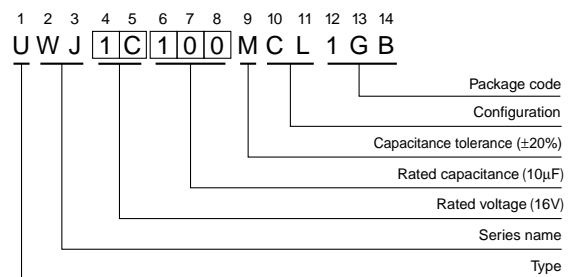 1 2 3 4 5 6 7 8 9 10 11 12 13 14
U W J 1 C 1 0 0 M C L 1 G B
Package code
Configuration
Capacitance tolerance (±20%)
Rated capacitance (10μF)
Rated voltage (16V)
Series name
Type